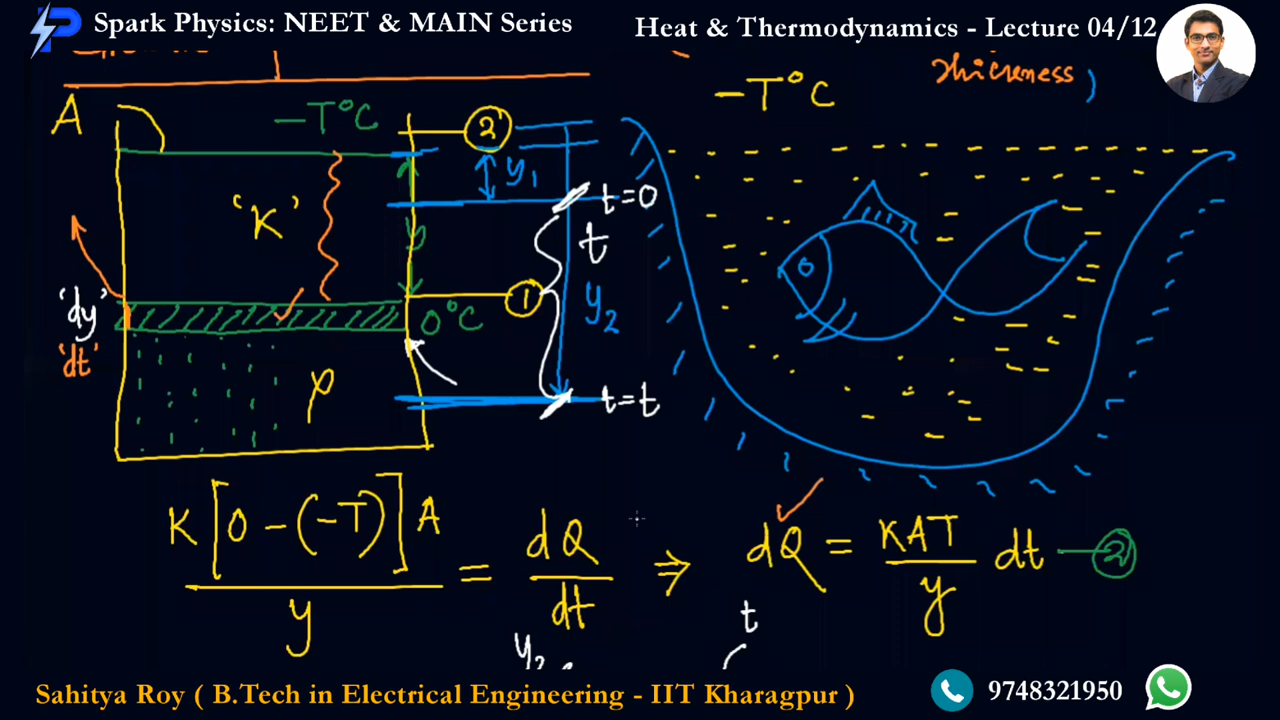 Spark Physics: NEET & MAIN Series
Heat & Thermodynamics - Lecture 04/12
thickness )
-T°C
A
-T°C
2
y₁
t=0
'K'
y
t
'dy'
1
0°C
y₂
'dt'
ρ
t=t
K[0-(-T)]A / y = dQ / dt ⇒ dQ = KAT / y dt — 2
y₂
t
Sahitya Roy ( B.Tech in Electrical Engineering - IIT Kharagpur )
9748321950